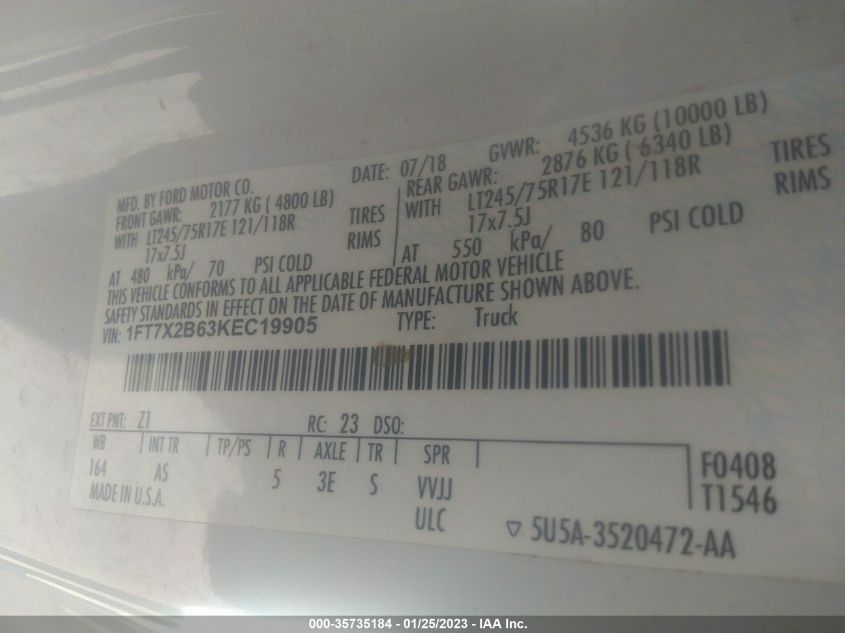 MFD. BY FORD MOTOR CO. DATE: 07/18 GVWR: 4536 KG (10000 LB)
FRONT GAWR: 2177 KG ( 4800 LB) REAR GAWR: 2876 KG ( 6340 LB)
WITH LT245/75R17E 121/118R TIRES WITH LT245/75R17E 121/118R TIRES
17x7.5J RIMS 17x7.5J RIMS
AT 480 kPa/ 70 PSI COLD AT 550 kPa/ 80 PSI COLD
THIS VEHICLE CONFORMS TO ALL APPLICABLE FEDERAL MOTOR VEHICLE
SAFETY STANDARDS IN EFFECT ON THE DATE OF MANUFACTURE SHOWN ABOVE.
VIN: 1FT7X2B63KEC19905 TYPE: Truck
EXT PNT: Z1 RC: 23 DSO:
WB INT TR TP/PS R AXLE TR SPR F0408
164 AS 5 3E S VVJJ T1546
MADE IN U.S.A. ULC 5U5A-3520472-AA
000-35735184 - 01/25/2023 - IAA Inc.